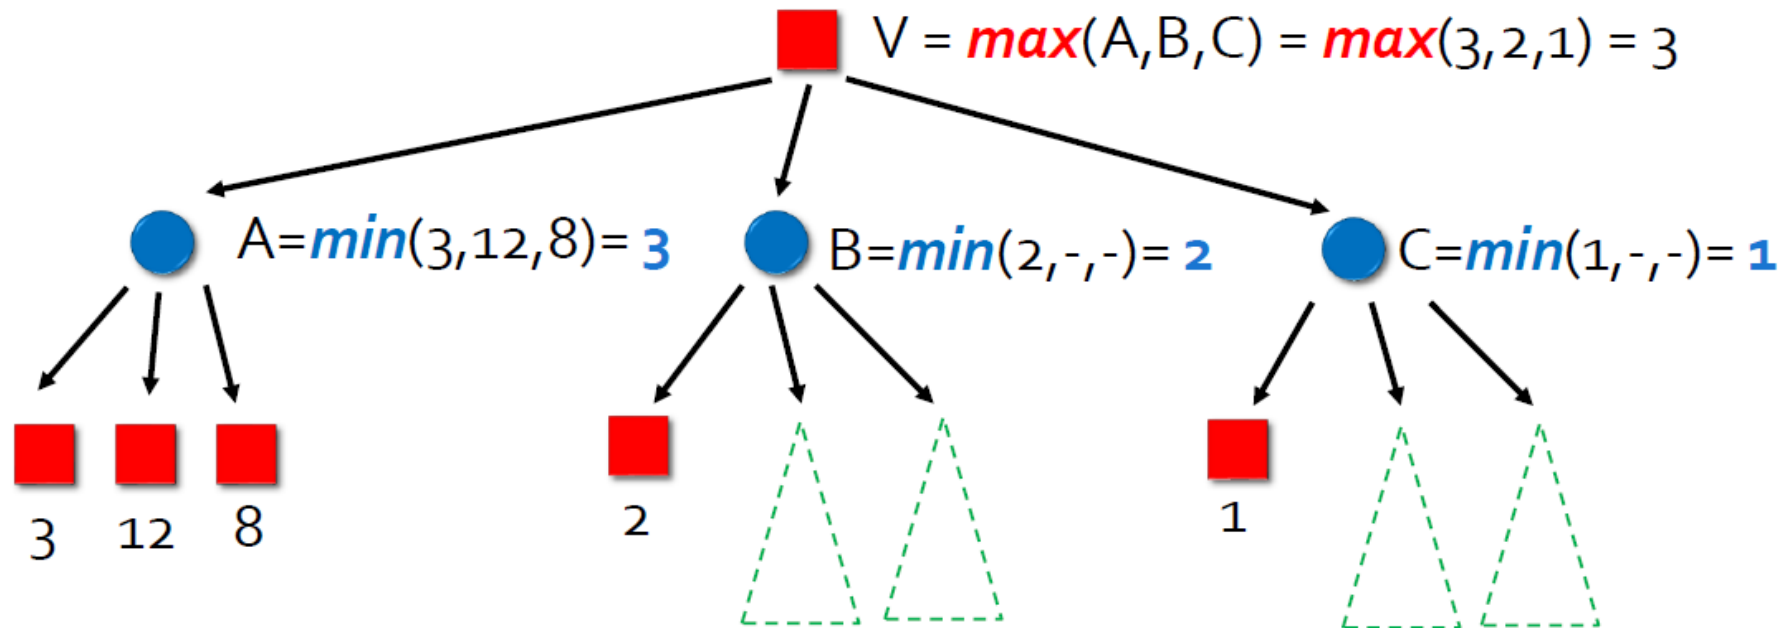 V = max(A,B,C) = max(3,2,1) = 3
A=min(3,12,8)= 3
B=min(2,-,-)= 2
C=min(1,-,-)= 1
3 12 8
2
1